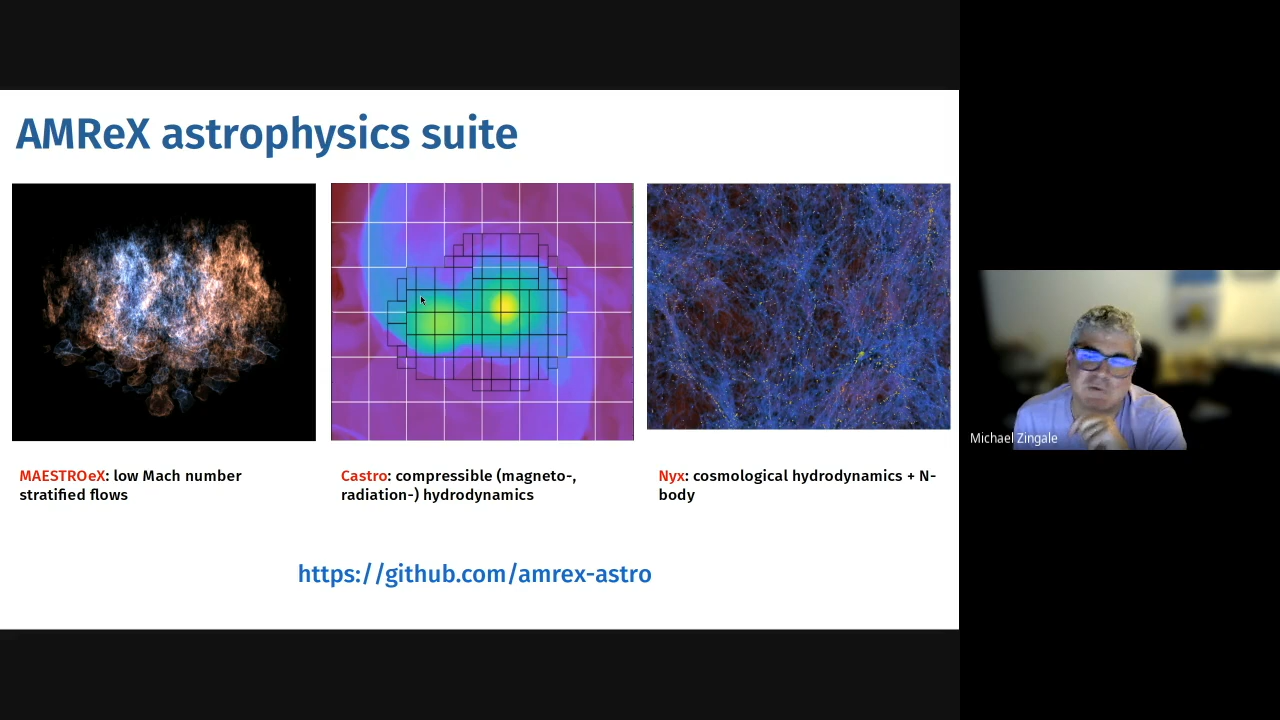 AMReX astrophysics suite
MAESTROeX: low Mach number
stratified flows
Castro: compressible (magneto-,
radiation-) hydrodynamics
Nyx: cosmological hydrodynamics + N-
body
https://github.com/amrex-astro
Michael Zingale